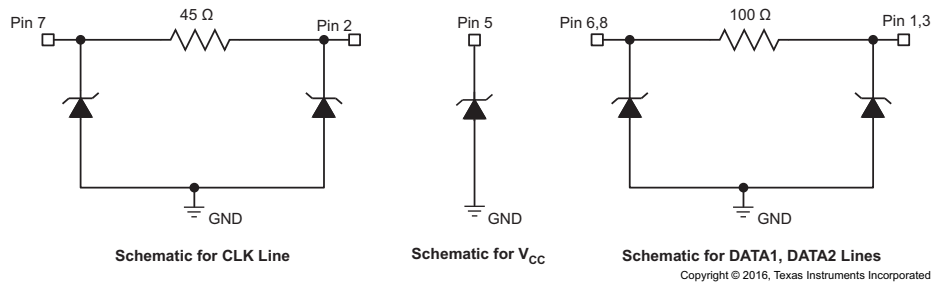 Pin 7
45 Ω
Pin 2
GND
Schematic for CLK Line
Pin 5
GND
Schematic for VCC
Pin 6,8
100 Ω
Pin 1,3
GND
Schematic for DATA1, DATA2 Lines
Copyright © 2016, Texas Instruments Incorporated